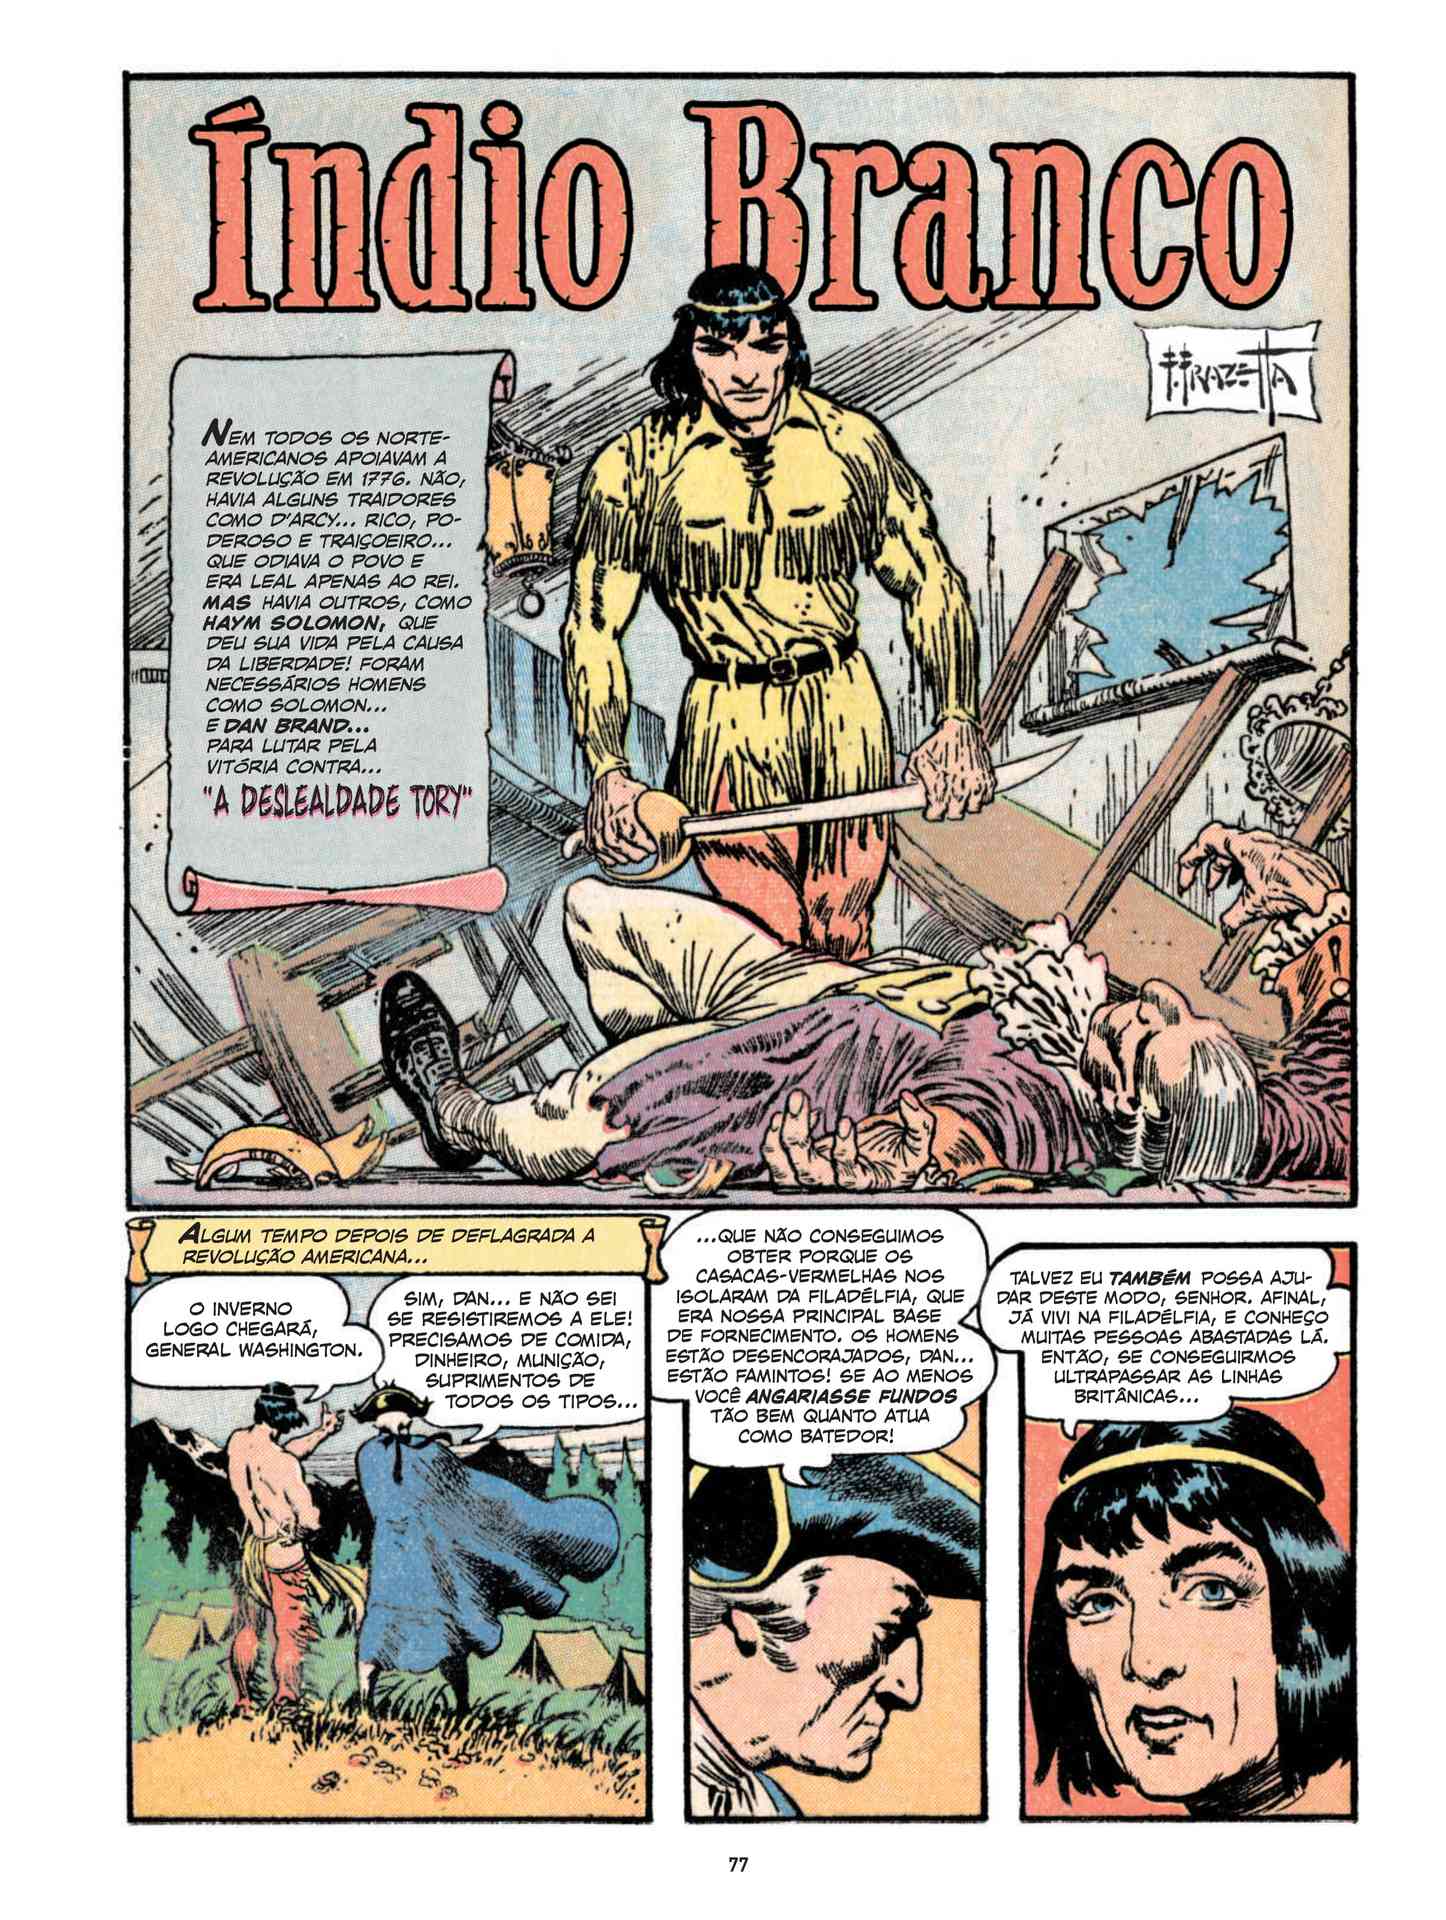 Índio Branco
FRAZETTA
NEM TODOS OS NORTE-
AMERICANOS APOIAVAM A
REVOLUÇÃO EM 1776. NÃO,
HAVIA ALGUNS TRAIDORES
COMO D'ARCY... RICO, PO-
DEROSO E TRAIÇOEIRO...
QUE ODIAVA O POVO E
ERA LEAL APENAS AO REI.
MAS HAVIA OUTROS, COMO
HAYM SOLOMON, QUE
DEU SUA VIDA PELA CAUSA
DA LIBERDADE! FORAM
NECESSÁRIOS HOMENS
COMO SOLOMON...
E DAN BRAND...
PARA LUTAR PELA
VITÓRIA CONTRA...
"A DESLEALDADE TORY"
ALGUM TEMPO DEPOIS DE DEFLAGRADA A
REVOLUÇÃO AMERICANA...
O INVERNO
LOGO CHEGARÁ,
GENERAL WASHINGTON.
SIM, DAN... E NÃO SEI
SE RESISTIREMOS A ELE!
PRECISAMOS DE COMIDA,
DINHEIRO, MUNIÇÃO,
SUPRIMENTOS DE
TODOS OS TIPOS...
...QUE NÃO CONSEGUIMOS
OBTER PORQUE OS
CASACAS-VERMELHAS NOS
ISOLARAM DA FILADÉLFIA, QUE
ERA NOSSA PRINCIPAL BASE
DE FORNECIMENTO. OS HOMENS
ESTÃO DESENCORAJADOS, DAN...
ESTÃO FAMINTOS! SE AO MENOS
VOCÊ ANGARIASSE FUNDOS
TÃO BEM QUANTO ATUA
COMO BATEDOR!
TALVEZ EU TAMBÉM POSSA AJU-
DAR DESTE MODO, SENHOR. AFINAL,
JÁ VIVI NA FILADÉLFIA, E CONHEÇO
MUITAS PESSOAS ABASTADAS LÁ.
ENTÃO, SE CONSEGUIRMOS
ULTRAPASSAR AS LINHAS
BRITÂNICAS...
77